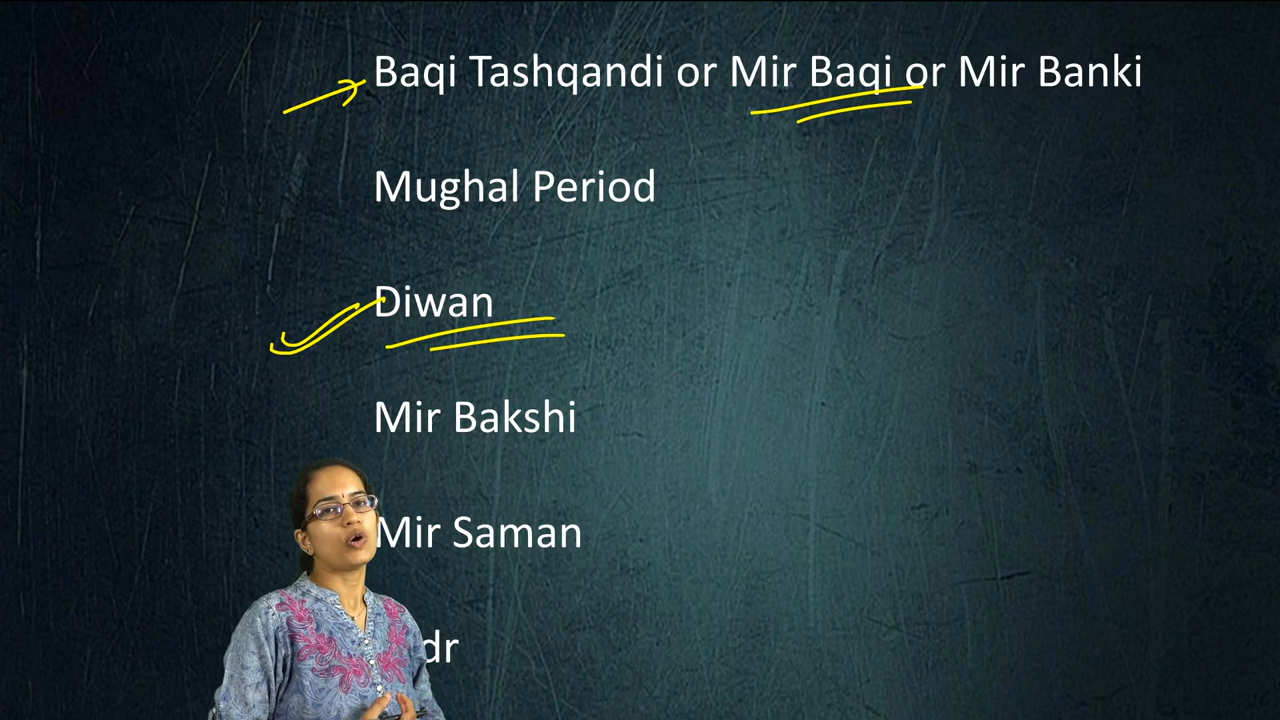 Baqi Tashqandi or Mir Baqi or Mir Banki
Mughal Period
Diwan
Mir Bakshi
Mir Saman